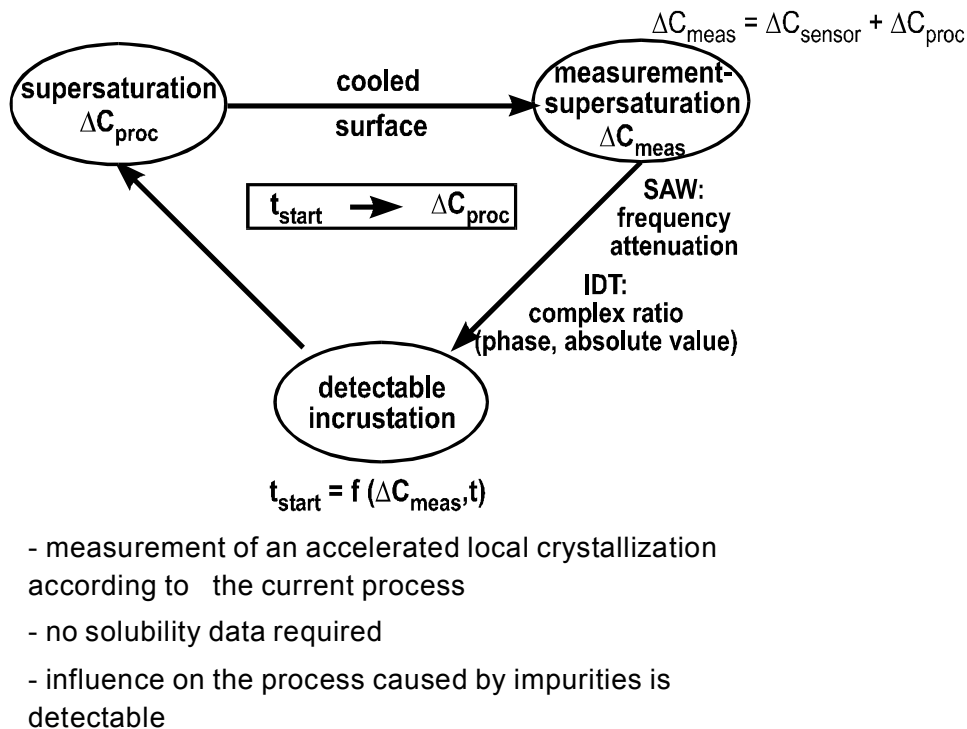 ΔC_meas = ΔC_sensor + ΔC_proc
supersaturation
ΔC_proc
cooled
surface
measurement-
supersaturation
ΔC_meas
t_start → ΔC_proc
SAW:
frequency
attenuation
IDT:
complex ratio
(phase, absolute value)
detectable
incrustation
t_start = f (ΔC_meas,t)
- measurement of an accelerated local crystallization
according to the current process
- no solubility data required
- influence on the process caused by impurities is
detectable